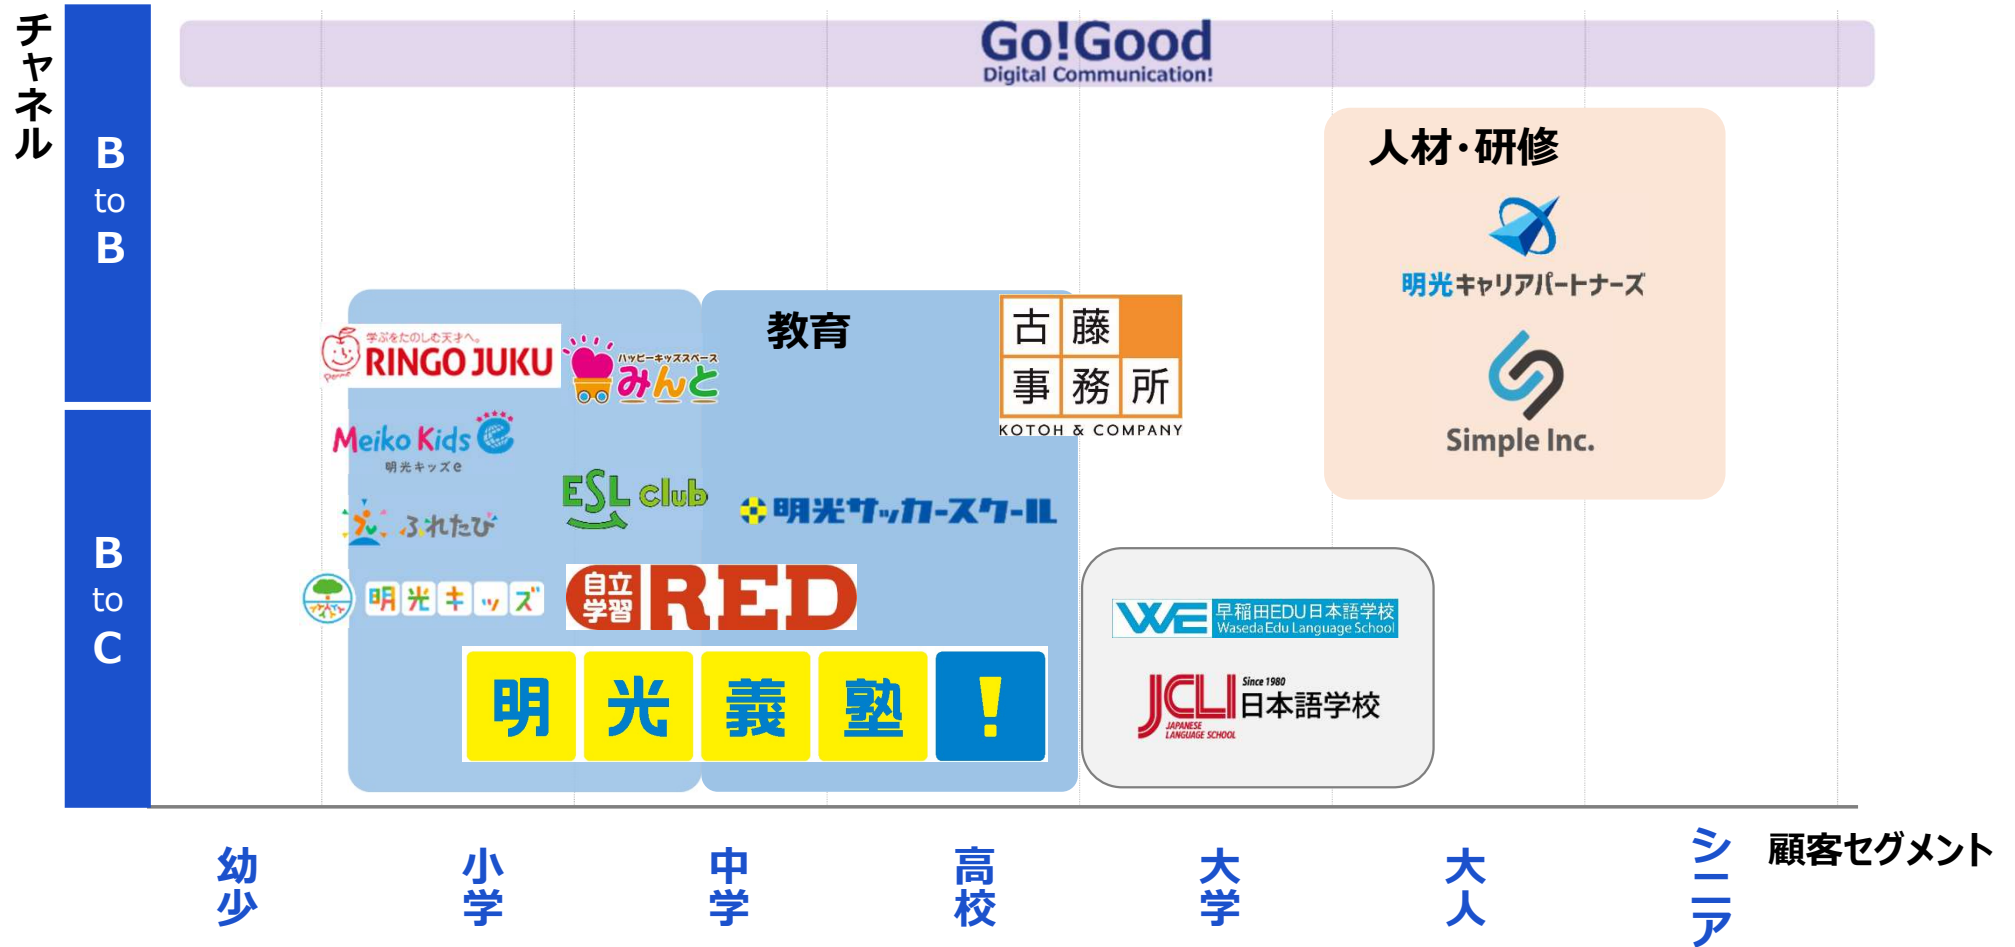 チャネル
Go!Good
Digital Communication!
B
to
B
人材・研修
明光キャリアパートナーズ
Simple Inc.
教育
学ぶをたのしむ天才へ。
RINGO JUKU
ハッピーキッズスペース
みんと
古藤
事務所
KOTOH & COMPANY
Meiko Kids e
明光キッズe
ESL club
明光サッカースクール
ふれたび
B
to
C
明光キッズ
自立
学習
RED
明光義塾!
WE
早稲田EDU日本語学校
WasedaEdu Language School
JCLI
Since 1980
日本語学校
JAPANESE
LANGUAGE SCHOOL
幼少
小学
中学
高校
大学
大人
シニア
顧客セグメント